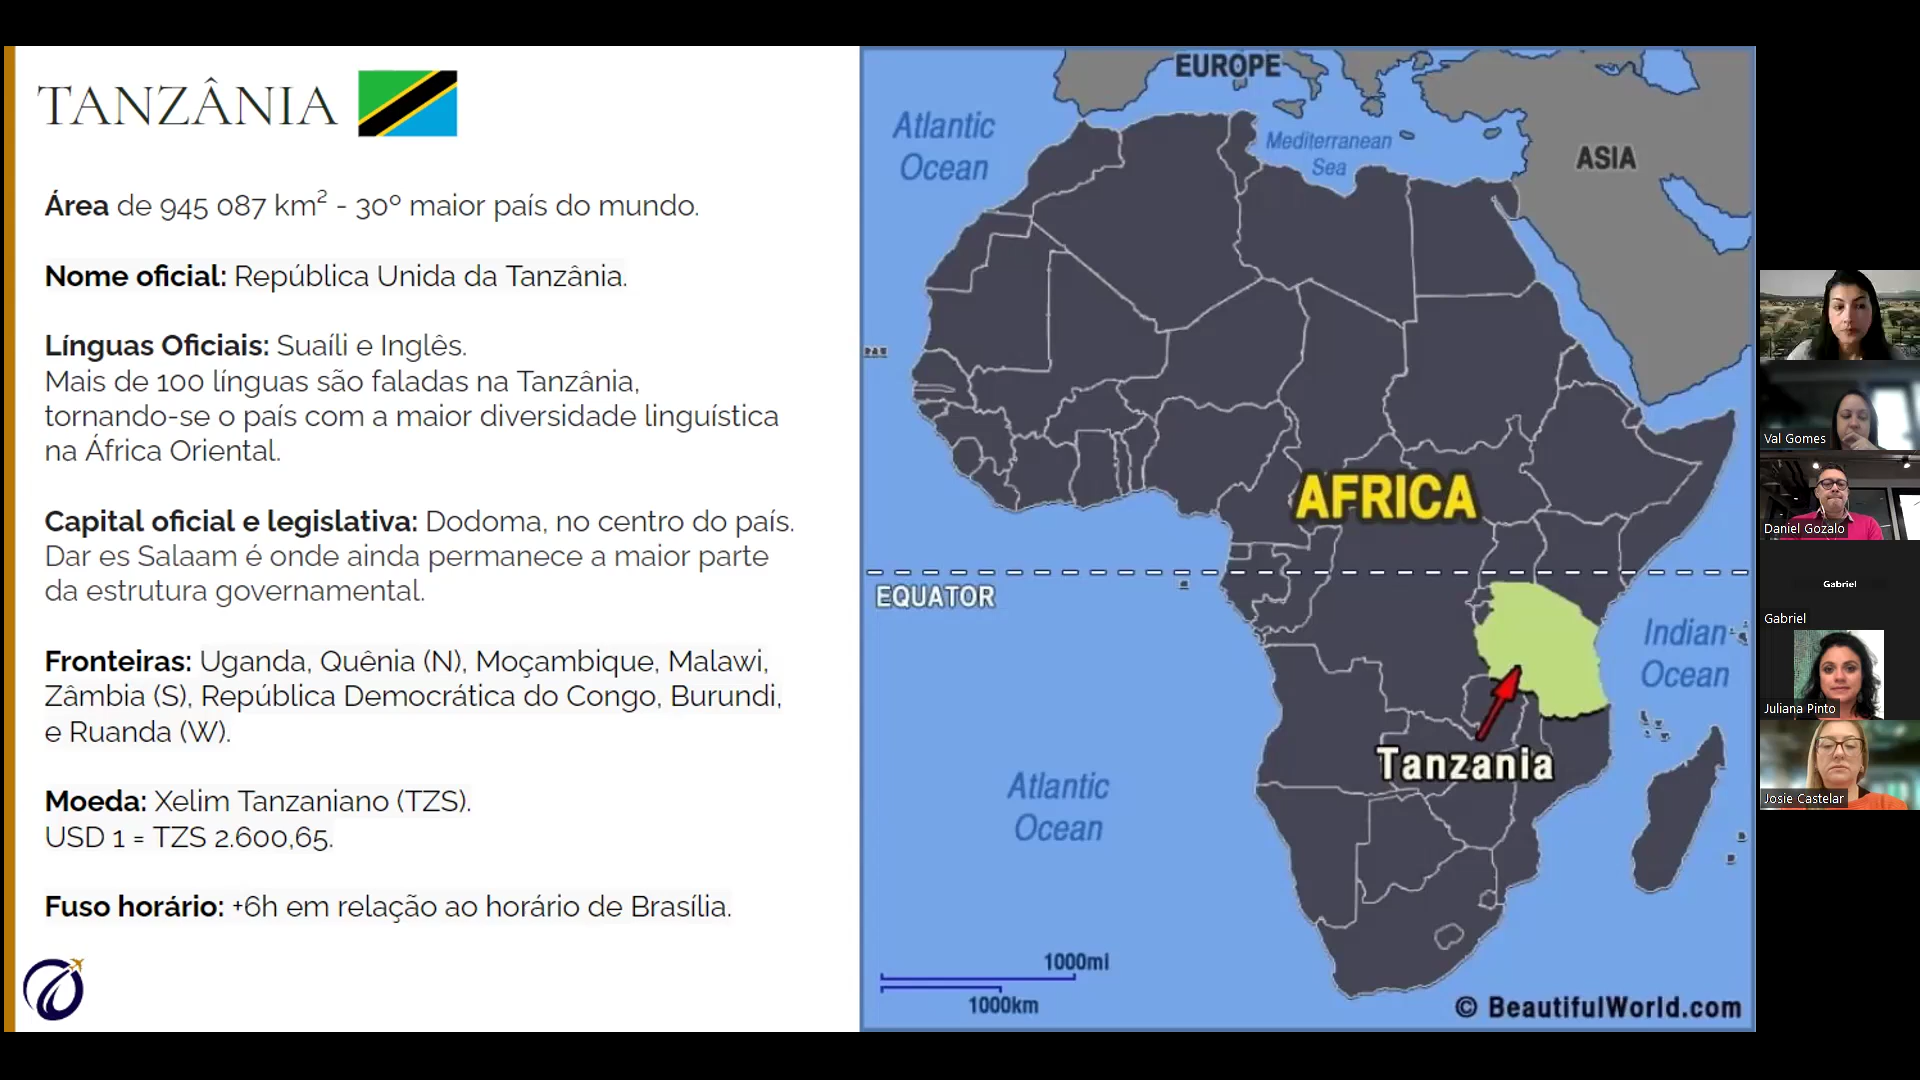 TANZÂNIA
Área de 945 087 km² - 30º maior país do mundo.
Nome oficial: República Unida da Tanzânia.
Línguas Oficiais: Suaíli e Inglês.
Mais de 100 línguas são faladas na Tanzânia,
tornando-se o país com a maior diversidade linguística
na África Oriental.
Capital oficial e legislativa: Dodoma, no centro do país.
Dar es Salaam é onde ainda permanece a maior parte
da estrutura governamental.
Fronteiras: Uganda, Quênia (N), Moçambique, Malawi,
Zâmbia (S), República Democrática do Congo, Burundi,
e Ruanda (W).
Moeda: Xelim Tanzaniano (TZS).
USD 1 = TZS 2.600,65.
Fuso horário: +6h em relação ao horário de Brasília.
EUROPE
Atlantic
Ocean
Mediterranean
Sea
ASIA
AFRICA
EQUATOR
Indian
Ocean
Tanzania
Atlantic
Ocean
1000mi
1000km
© BeautifulWorld.com
Val Gomes
Daniel Gozalo
Gabriel
Gabriel
Juliana Pinto
Josie Castelar